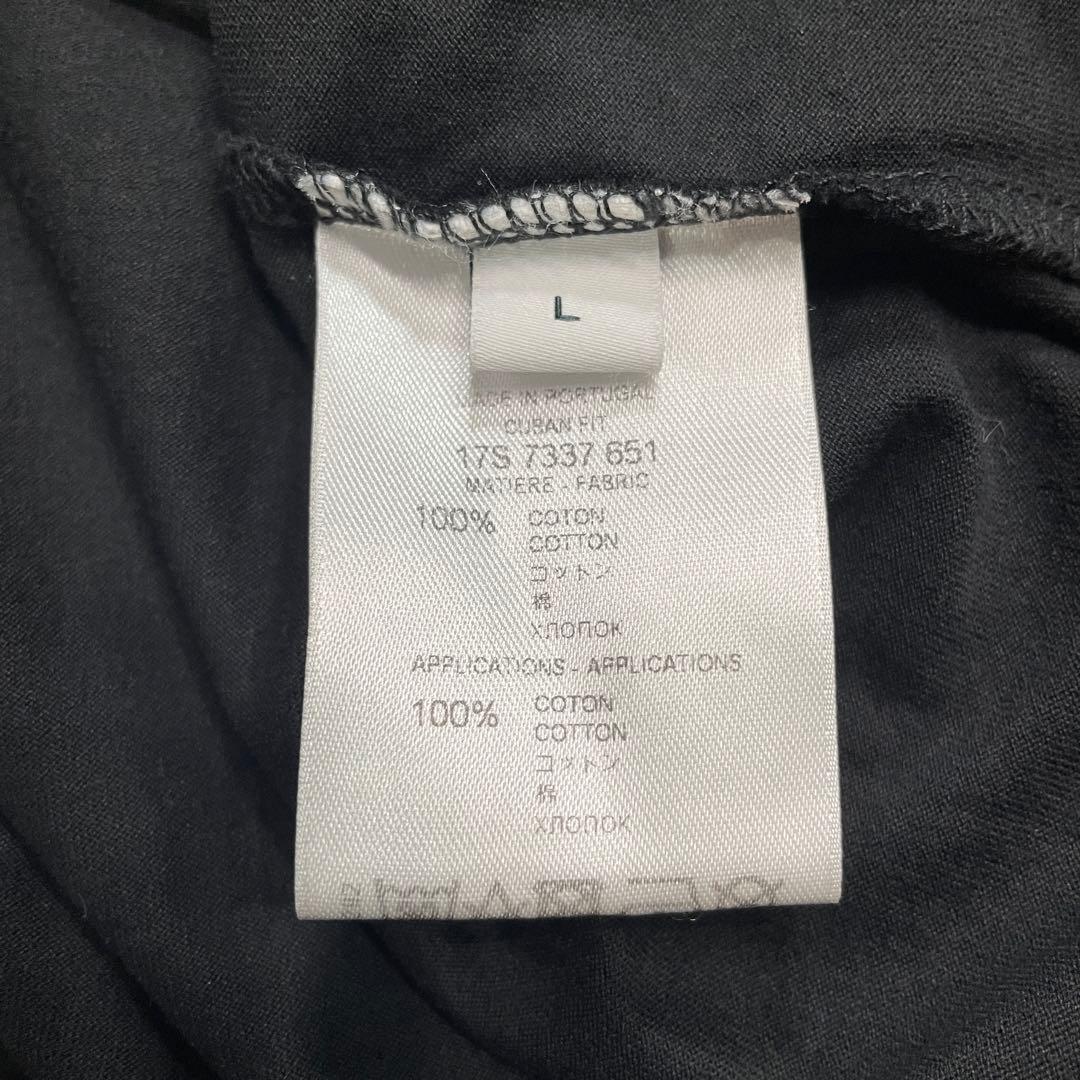 L
MADE IN PORTUGAL
CUBAN FIT
17S 7337 651
MATIERE - FABRIC
100% COTON
COTTON
コットン
棉
ХЛОПОК
APPLICATIONS - APPLICATIONS
100% COTON
COTTON
コットン
棉
ХЛОПОК